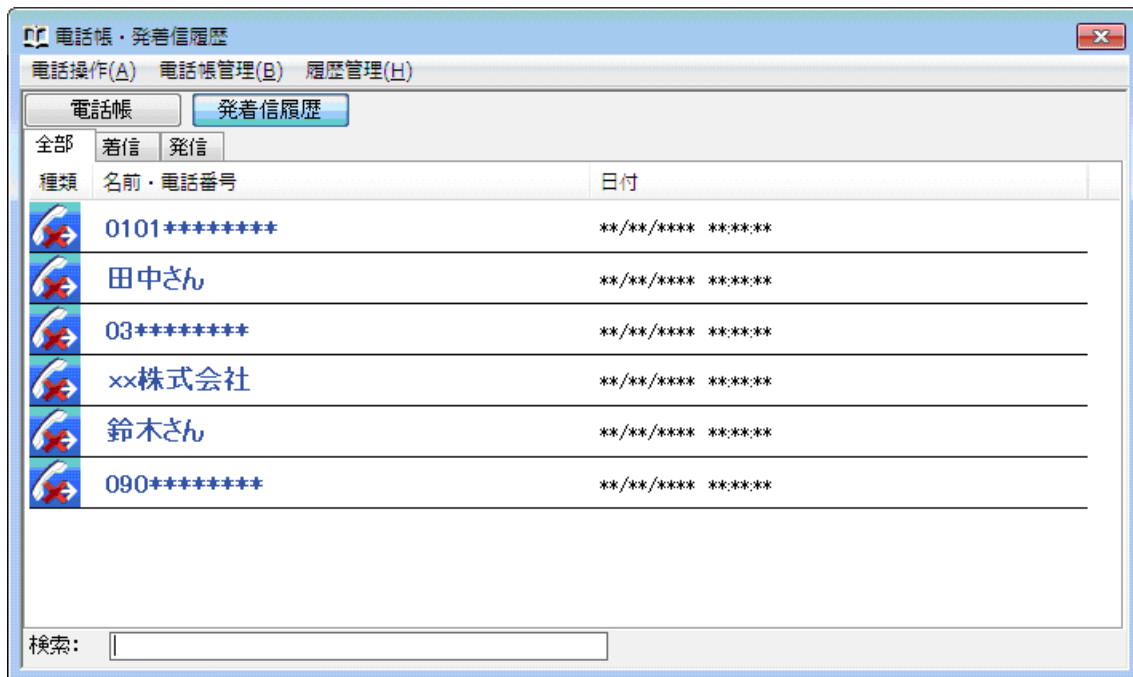 電話帳・発着信履歴
電話操作(A) 電話帳管理(B) 履歴管理(H)
電話帳 発着信履歴
全部 着信 発信
種類 名前・電話番号 日付
0101******** **/**/**** **:**:**
田中さん **/**/**** **:**:**
03******** **/**/**** **:**:**
××株式会社 **/**/**** **:**:**
鈴木さん **/**/**** **:**:**
090******** **/**/**** **:**:**
検索: